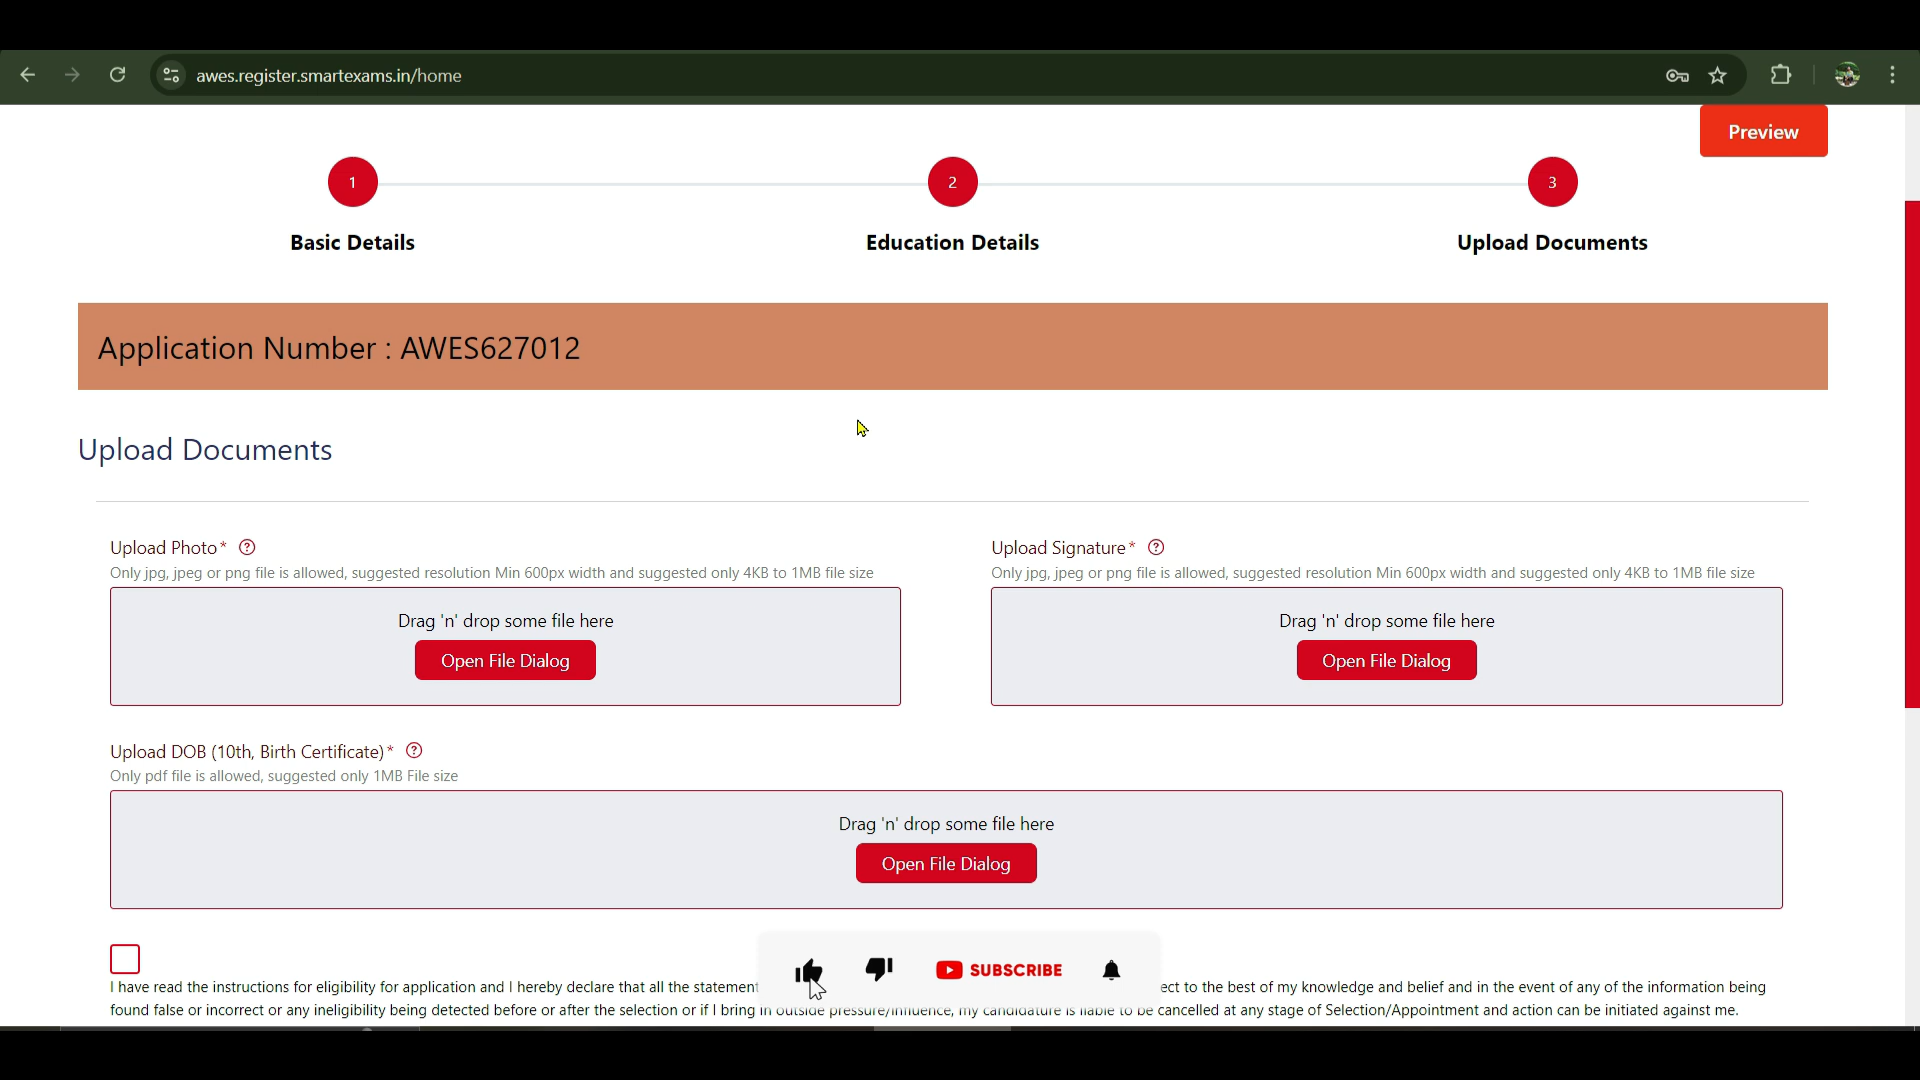 awes.register.smartexams.in/home
Preview
1
2
3
Basic Details
Education Details
Upload Documents
Application Number : AWES627012
Upload Documents
Upload Photo* ?
Upload Signature* ?
Only jpg, jpeg or png file is allowed, suggested resolution Min 600px width and suggested only 4KB to 1MB file size
Only jpg, jpeg or png file is allowed, suggested resolution Min 600px width and suggested only 4KB to 1MB file size
Drag 'n' drop some file here
Drag 'n' drop some file here
Open File Dialog
Open File Dialog
Upload DOB (10th, Birth Certificate)* ?
Only pdf file is allowed, suggested only 1MB File size
Drag 'n' drop some file here
Open File Dialog
SUBSCRIBE
I have read the instructions for eligibility for application and I hereby declare that all the statement ect to the best of my knowledge and belief and in the event of any of the information being
found false or incorrect or any ineligibility being detected before or after the selection or if I bring in outside pressure/influence, my candidature is liable to be cancelled at any stage of Selection/Appointment and action can be initiated against me.